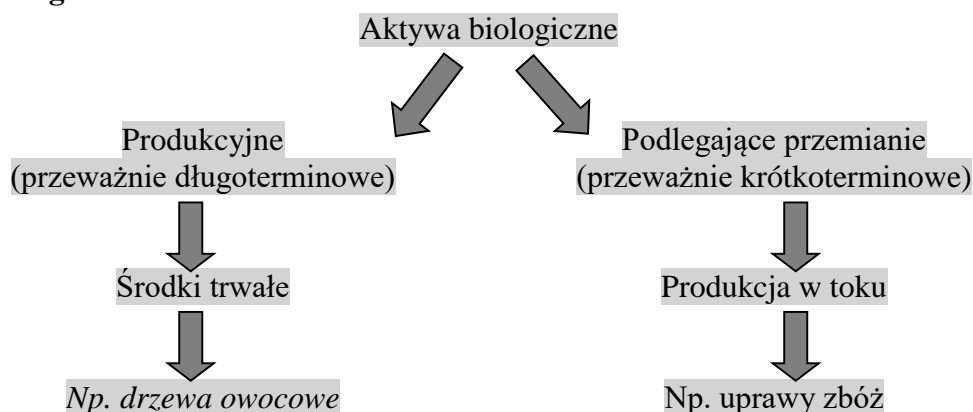 Aktywa biologiczne
Produkcyjne
(przeważnie długoterminowe)
Podlegające przemianie
(przeważnie krótkoterminowe)
Środki trwałe
Produkcja w toku
Np. drzewa owocowe
Np. uprawy zbóż